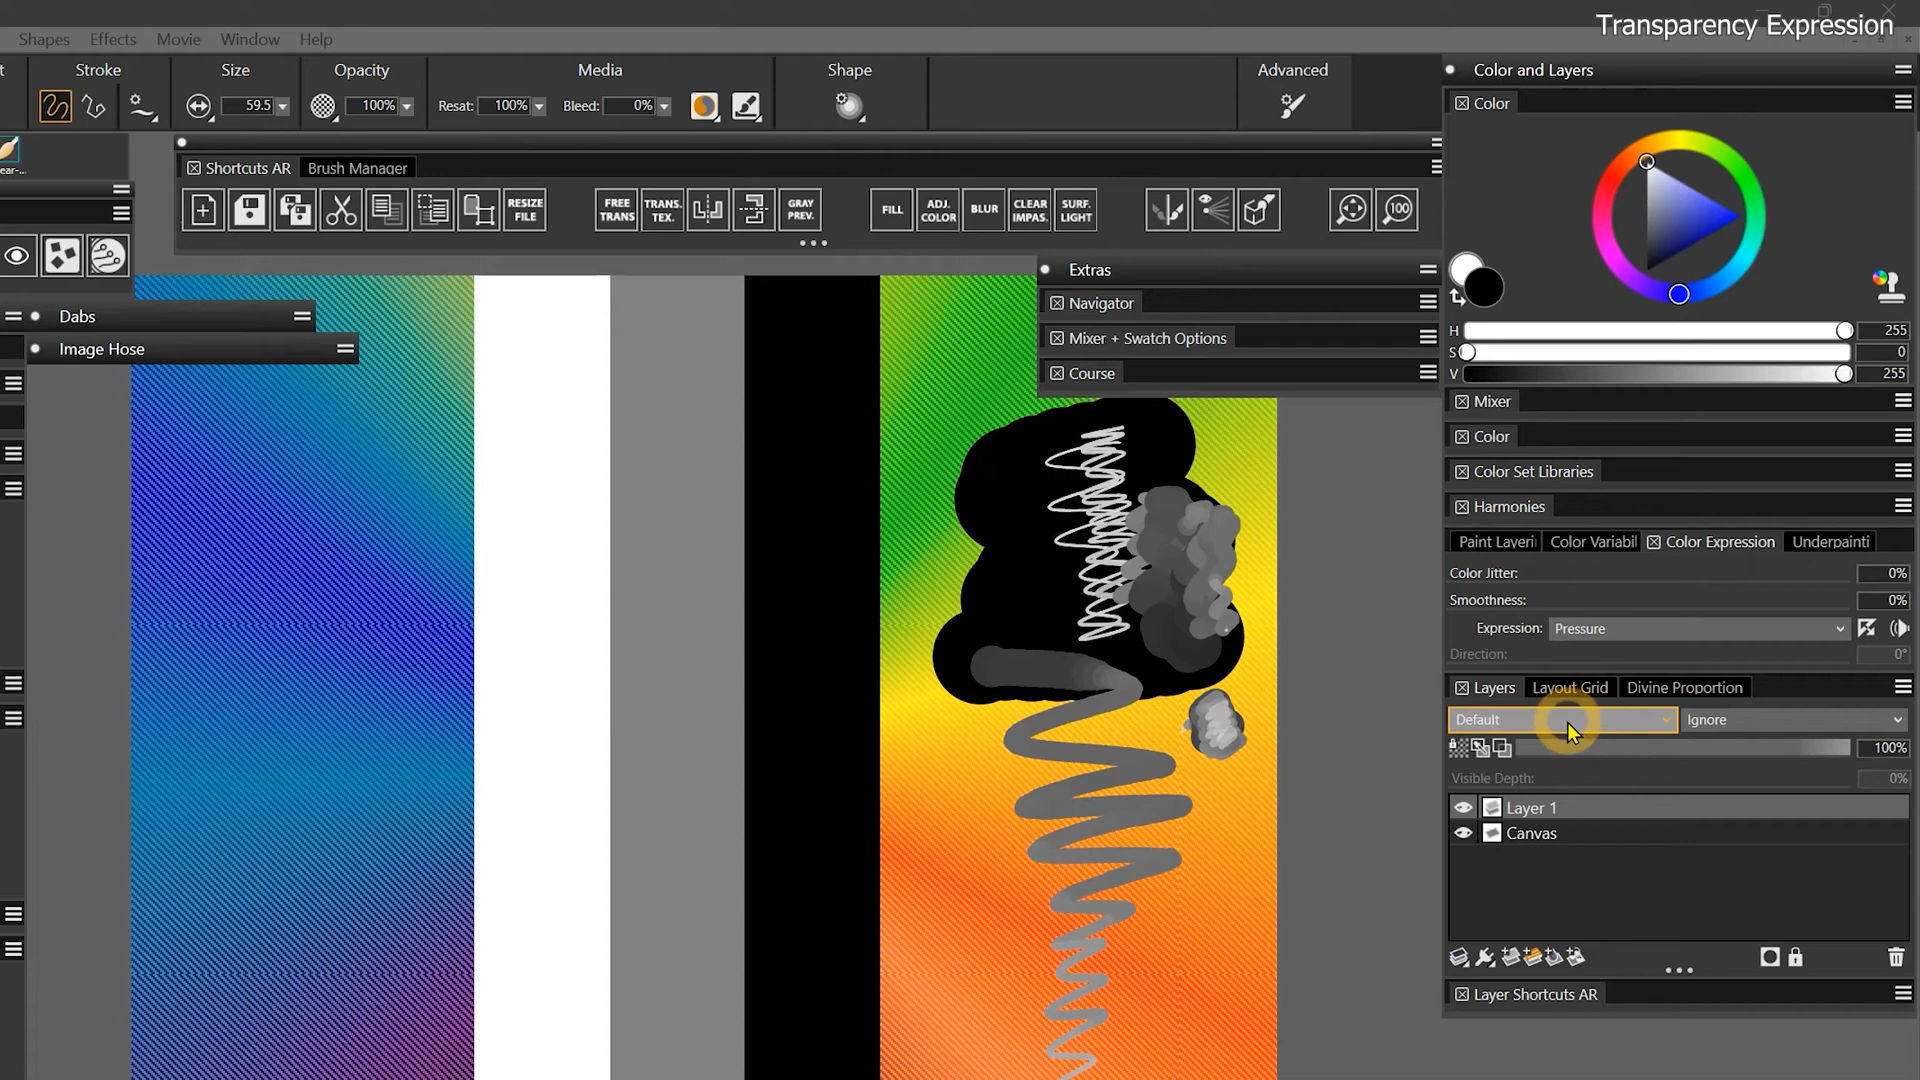 Transparency Expression
Shapes Effects Movie Window Help
Stroke Size Opacity Media Shape Advanced
59.5 100% Resat: 100% Bleed: 0%
Color and Layers
Color
Shortcuts AR Brush Manager
RESIZE FILE
FREE TRANS
TRANS. TEX.
GRAY PREV.
FILL
ADJ. COLOR
BLUR
CLEAR IMPAS.
SURF. LIGHT
100
Extras
Navigator
Mixer + Swatch Options
Course
Dabs
Image Hose
H 255
S 0
V 255
Mixer
Color
Color Set Libraries
Harmonies
Paint Layeri Color Variabil Color Expression Underpainti
Color Jitter: 0%
Smoothness: 0%
Expression: Pressure
Direction: 0°
Layers Layout Grid Divine Proportion
Default Ignore
100%
Visible Depth: 0%
Layer 1
Canvas
Layer Shortcuts AR